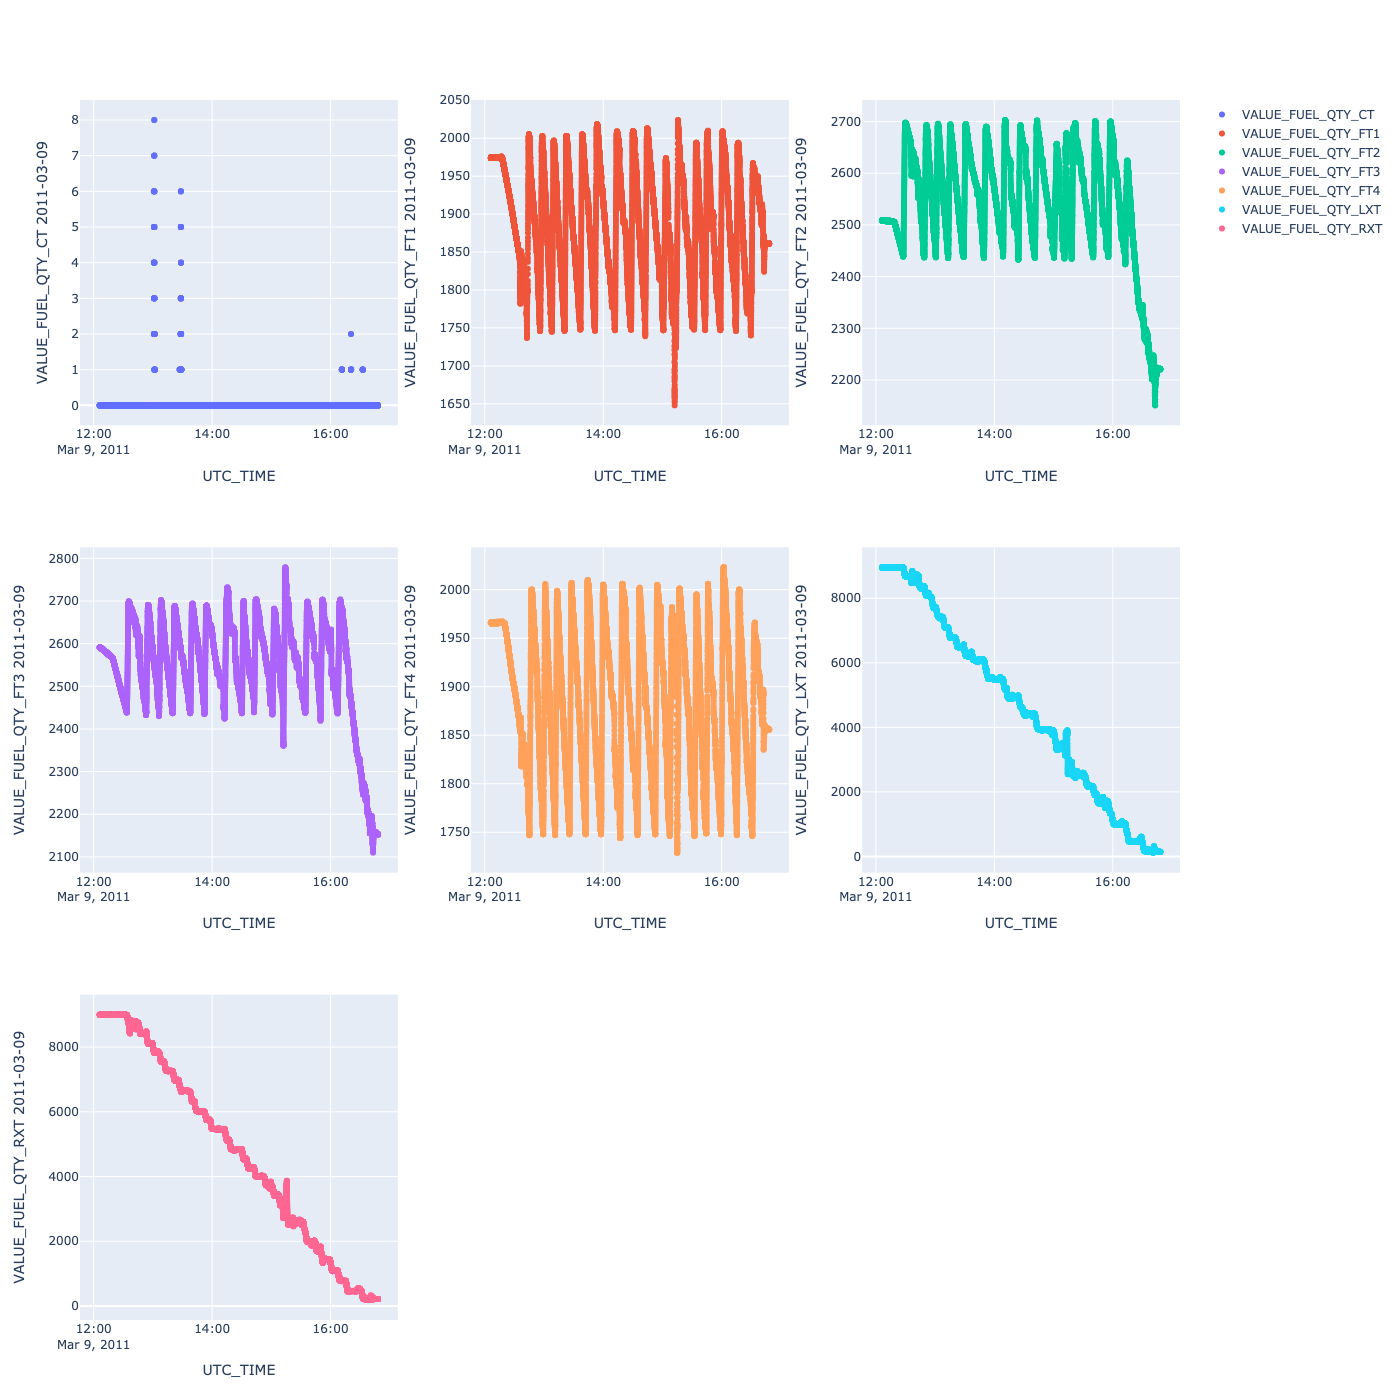 VALUE_FUEL_QTY_CT 2011-03-09
8
7
6
5
4
3
2
1
0
12:00
Mar 9, 2011
14:00
16:00
UTC_TIME
VALUE_FUEL_QTY_FT1 2011-03-09
2050
2000
1950
1900
1850
1800
1750
1700
1650
12:00
Mar 9, 2011
14:00
16:00
UTC_TIME
VALUE_FUEL_QTY_FT2 2011-03-09
2700
2600
2500
2400
2300
2200
12:00
Mar 9, 2011
14:00
16:00
UTC_TIME
VALUE_FUEL_QTY_CT
VALUE_FUEL_QTY_FT1
VALUE_FUEL_QTY_FT2
VALUE_FUEL_QTY_FT3
VALUE_FUEL_QTY_FT4
VALUE_FUEL_QTY_LXT
VALUE_FUEL_QTY_RXT
VALUE_FUEL_QTY_FT3 2011-03-09
2800
2700
2600
2500
2400
2300
2200
2100
12:00
Mar 9, 2011
14:00
16:00
UTC_TIME
VALUE_FUEL_QTY_FT4 2011-03-09
2000
1950
1900
1850
1800
1750
12:00
Mar 9, 2011
14:00
16:00
UTC_TIME
VALUE_FUEL_QTY_LXT 2011-03-09
8000
6000
4000
2000
0
12:00
Mar 9, 2011
14:00
16:00
UTC_TIME
VALUE_FUEL_QTY_RXT 2011-03-09
8000
6000
4000
2000
0
12:00
Mar 9, 2011
14:00
16:00
UTC_TIME